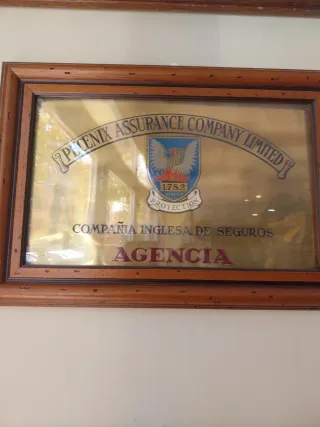 PHŒNIX ASSURANCE COMPANY LIMITED
1782
PROTECTION
COMPAÑIA INGLESA DE SEGUROS
AGENCIA